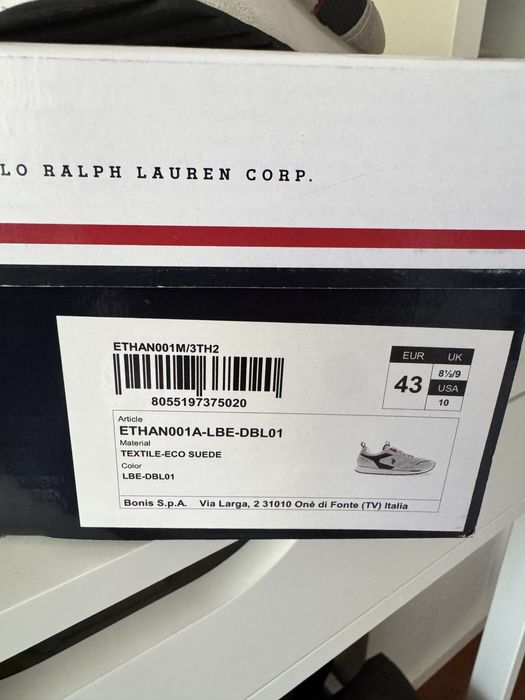 LO RALPH LAUREN CORP.
ETHAN001M/3TH2
8055197375020
EUR UK
43 8½/9
USA
10
Article
ETHAN001A-LBE-DBL01
Material
TEXTILE-ECO SUEDE
Color
LBE-DBL01
Bonis S.p.A. Via Larga, 2 31010 Onè di Fonte (TV) Italia